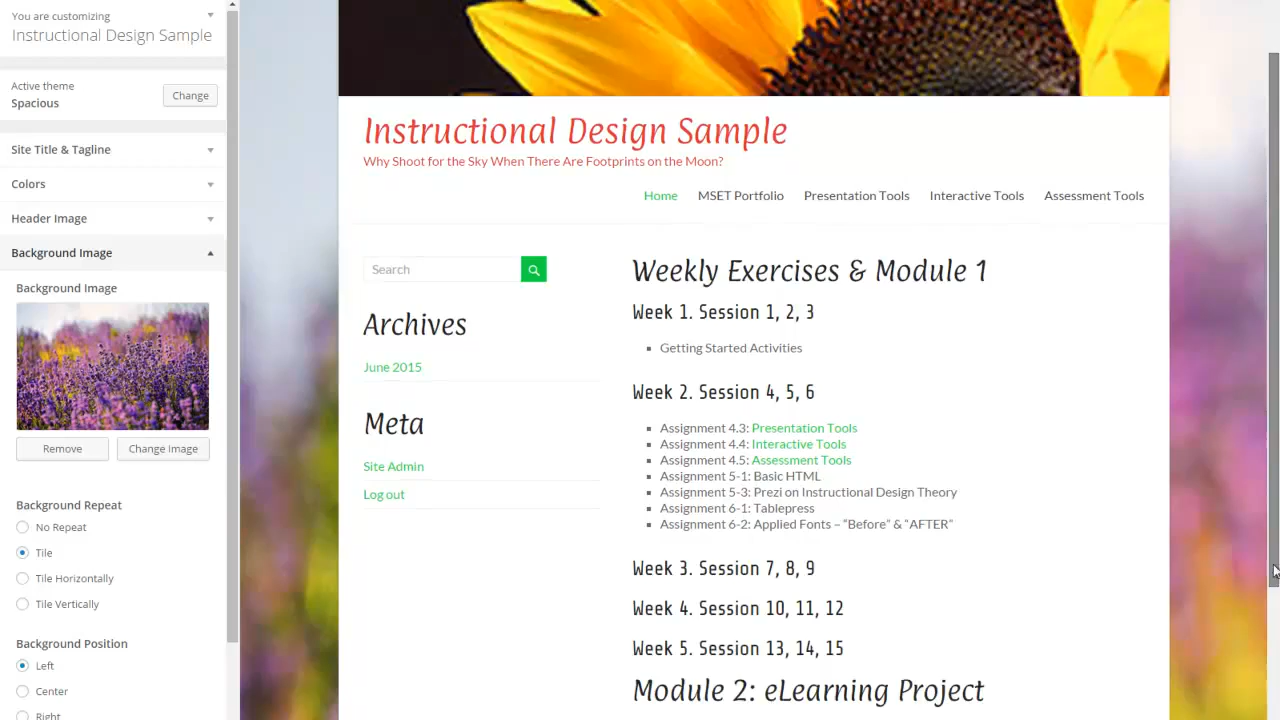 You are customizing
Instructional Design Sample
Active theme
Spacious
Change
Site Title & Tagline
Colors
Header Image
Background Image
Background Image
Remove
Change Image
Background Repeat
No Repeat
Tile
Tile Horizontally
Tile Vertically
Background Position
Left
Center
Right
Instructional Design Sample
Why Shoot for the Sky When There Are Footprints on the Moon?
Home MSET Portfolio Presentation Tools Interactive Tools Assessment Tools
Search
Archives
June 2015
Meta
Site Admin
Log out
Weekly Exercises & Module 1
Week 1. Session 1, 2, 3
Getting Started Activities
Week 2. Session 4, 5, 6
Assignment 4.3: Presentation Tools
Assignment 4.4: Interactive Tools
Assignment 4.5: Assessment Tools
Assignment 5-1: Basic HTML
Assignment 5-3: Prezi on Instructional Design Theory
Assignment 6-1: Tablepress
Assignment 6-2: Applied Fonts – “Before” & “AFTER”
Week 3. Session 7, 8, 9
Week 4. Session 10, 11, 12
Week 5. Session 13, 14, 15
Module 2: eLearning Project